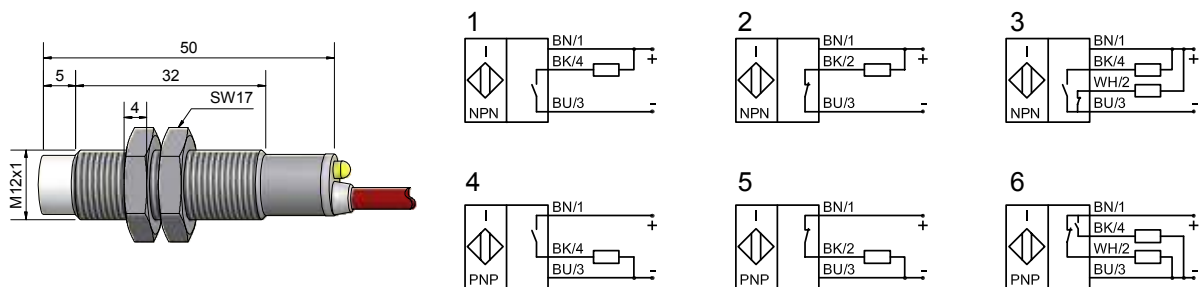 50
5
32
4
SW17
M12x1
1
I
NPN
BN/1
+
BK/4
BU/3
-
2
I
NPN
BN/1
+
BK/2
BU/3
-
3
I
NPN
BN/1
+
BK/4
WH/2
BU/3
-
4
I
PNP
BN/1
+
BK/4
BU/3
-
5
I
PNP
BN/1
+
BK/2
BU/3
-
6
I
PNP
BN/1
+
BK/4
WH/2
BU/3
-